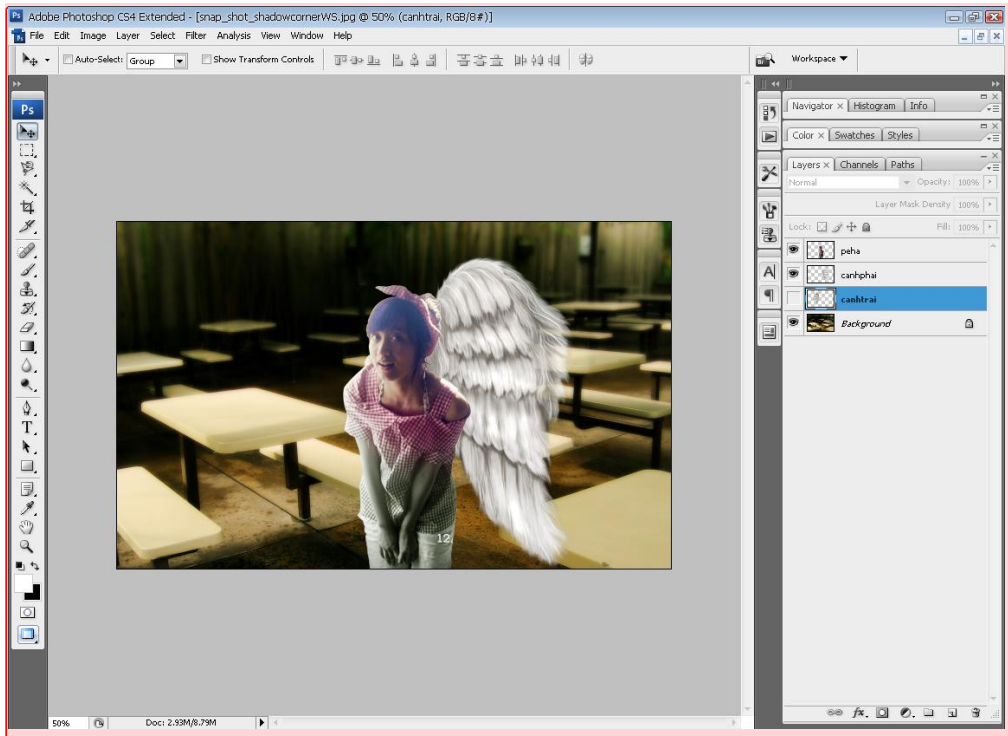 Adobe Photoshop CS4 Extended - [snap_shot_shadowcornerWS.jpg @ 50% (canhtrai, RGB/8#)]
File Edit Image Layer Select Filter Analysis View Window Help
Auto-Select: Group Show Transform Controls Workspace
Ps
Navigator × Histogram Info
Color × Swatches Styles
Layers × Channels Paths
Normal Opacity: 100%
Layer Mask Density 100%
Lock: Fill: 100%
peha
canhphai
canhtrai
Background
12.
50% Doc: 2.93M/8.79M